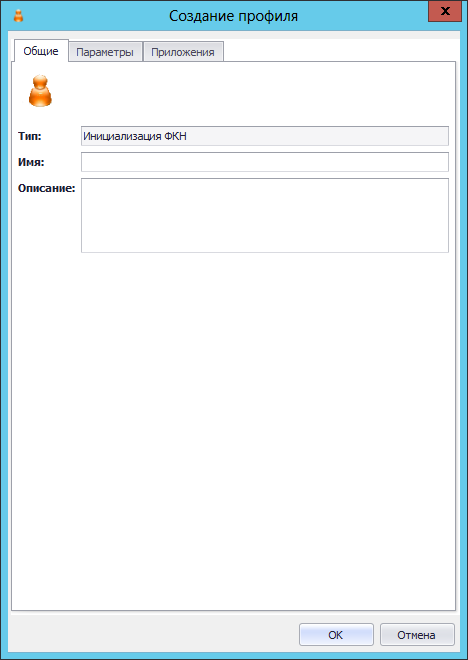 Создание профиля
x
Общие Параметры Приложения
Тип: Инициализация ФКН
Имя:
Описание:
OK Отмена